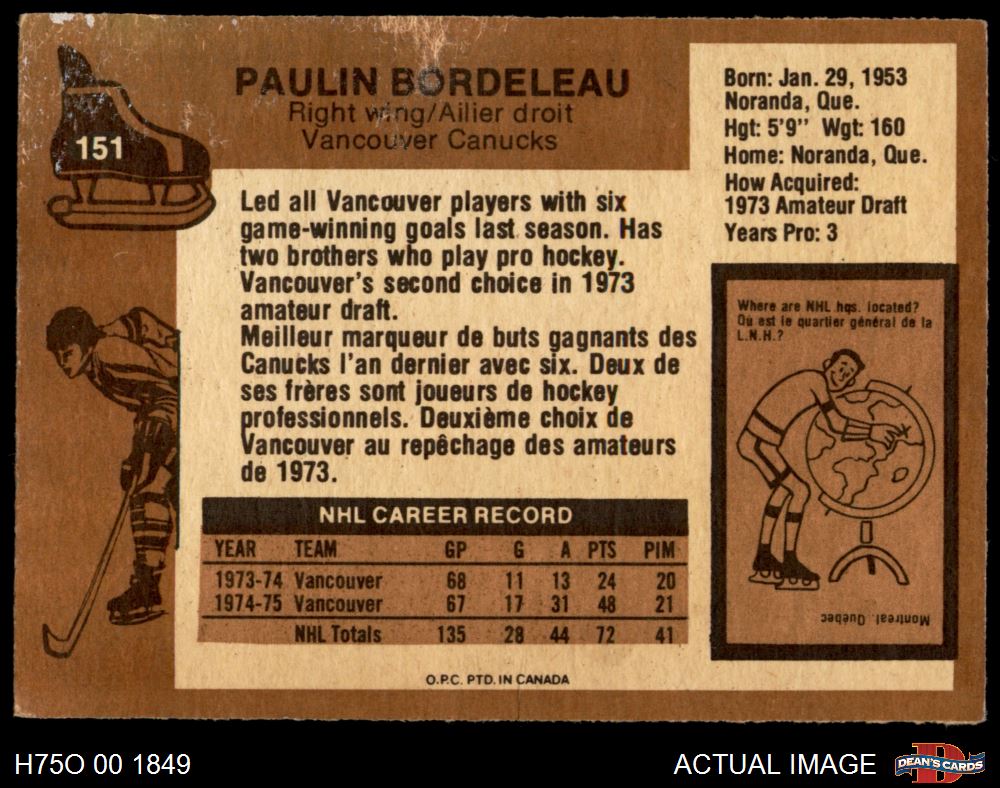 151
PAULIN BORDELEAU
Right wing/Ailier droit
Vancouver Canucks
Born: Jan. 29, 1953
Noranda, Que.
Hgt: 5'9" Wgt: 160
Home: Noranda, Que.
How Acquired:
1973 Amateur Draft
Years Pro: 3
Led all Vancouver players with six
game-winning goals last season. Has
two brothers who play pro hockey.
Vancouver's second choice in 1973
amateur draft.
Meilleur marqueur de buts gagnants des
Canucks l'an dernier avec six. Deux de
ses frères sont joueurs de hockey
professionnels. Deuxième choix de
Vancouver au repêchage des amateurs
de 1973.
Where are NHL hqs. located?
Où est le quartier général de la
L.N.H.?
Montreal, Quebec
NHL CAREER RECORD
YEAR TEAM GP G A PTS PIM
1973-74 Vancouver 68 11 13 24 20
1974-75 Vancouver 67 17 31 48 21
NHL Totals 135 28 44 72 41
O.P.C. PTD. IN CANADA
H75O 00 1849
ACTUAL IMAGE
D
DEAN'S CARDS